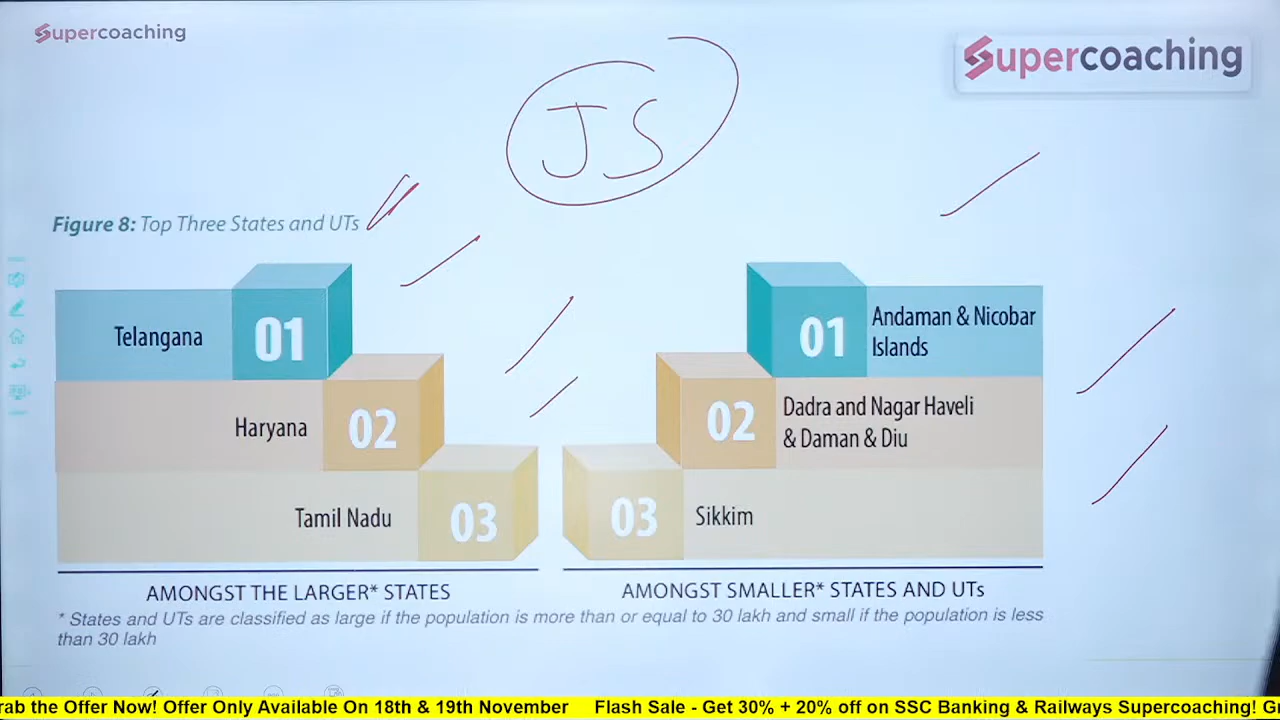 Supercoaching
Supercoaching
JS
Figure 8: Top Three States and UTs
01
Telangana
02
Haryana
03
Tamil Nadu
AMONGST THE LARGER* STATES
01
Andaman & Nicobar
Islands
02
Dadra and Nagar Haveli
& Daman & Diu
03
Sikkim
AMONGST SMALLER* STATES AND UTs
* States and UTs are classified as large if the population is more than or equal to 30 lakh and small if the population is less
than 30 lakh
rab the Offer Now! Offer Only Available On 18th & 19th November Flash Sale - Get 30% + 20% off on SSC Banking & Railways Supercoaching! G